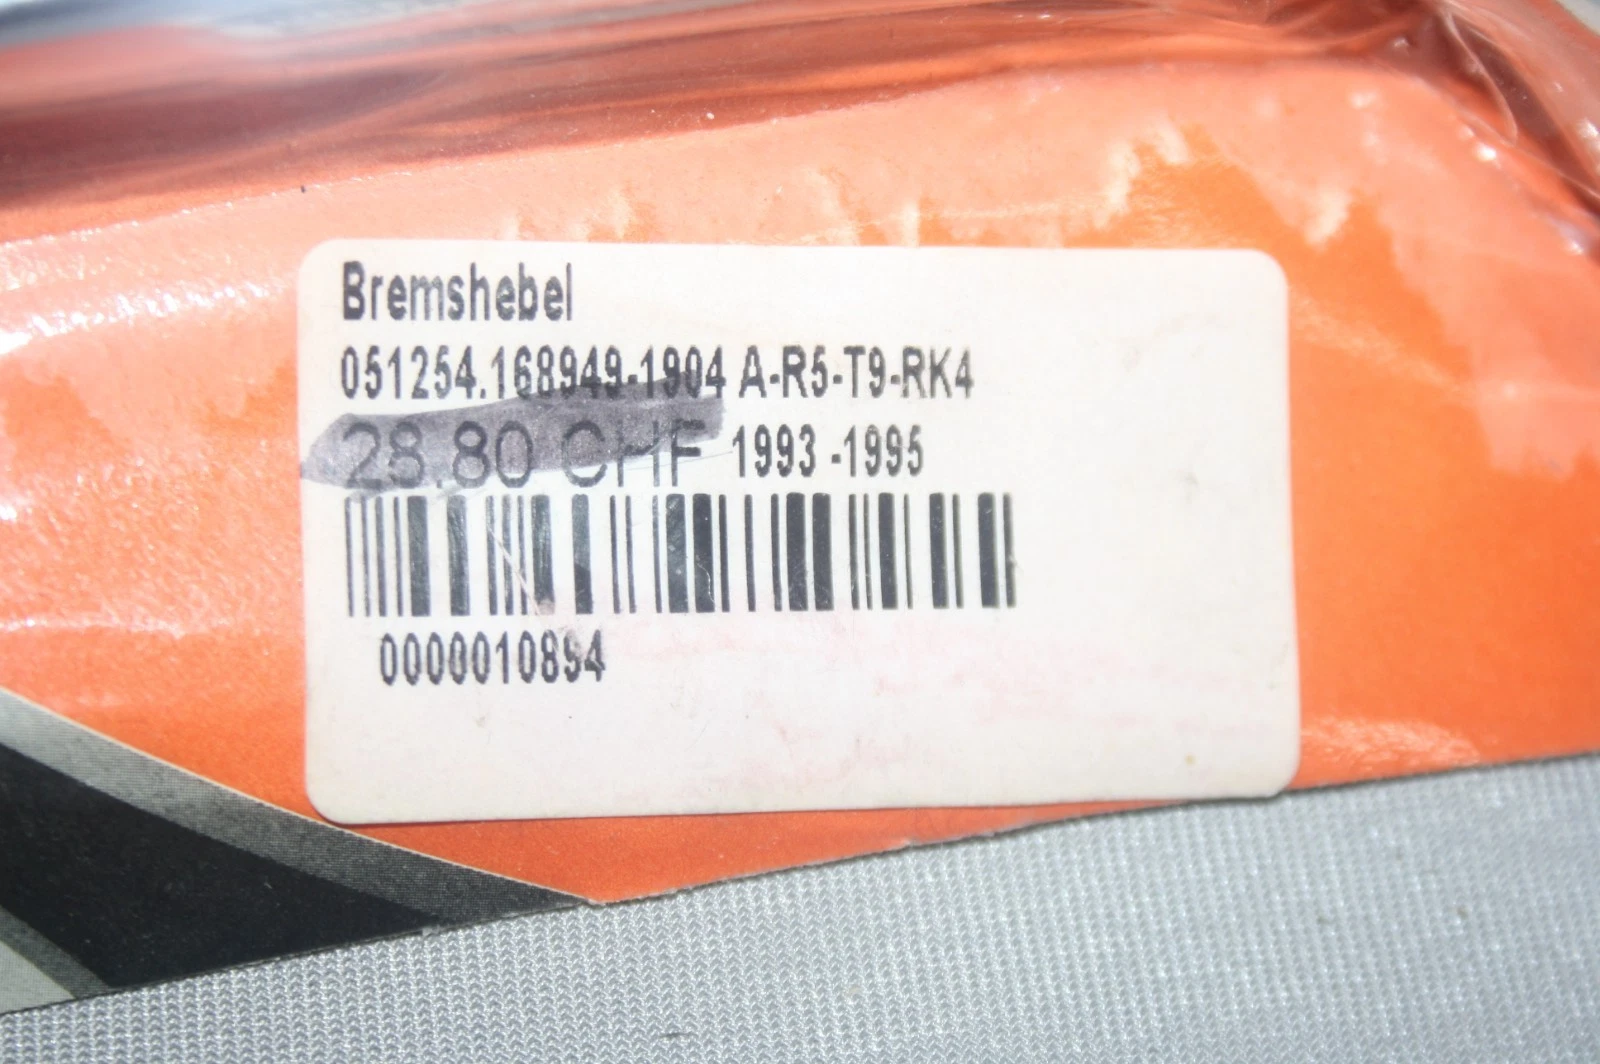 Bremshebel
051254.168949-1904 A-R5-T9-RK4
28.80 CHF 1993 -1995
0000010894